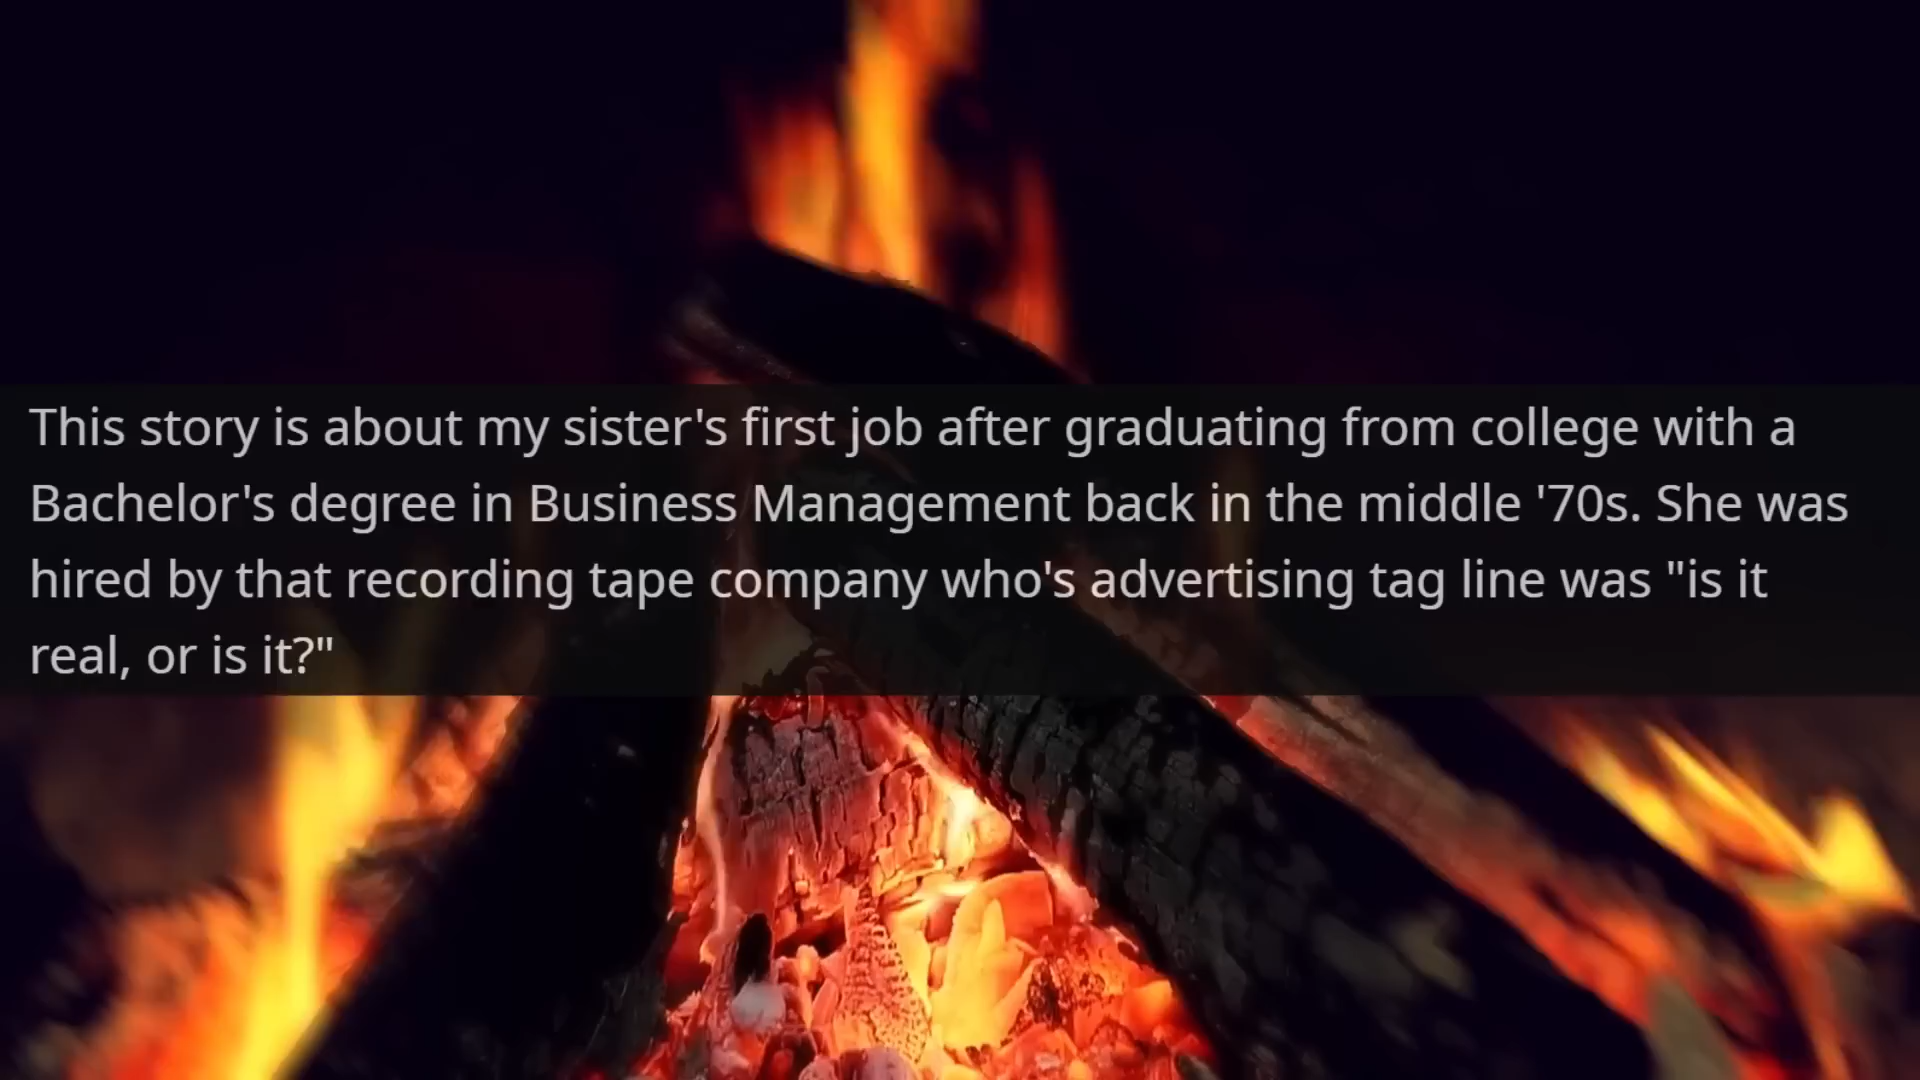 This story is about my sister's first job after graduating from college with a
Bachelor's degree in Business Management back in the middle '70s. She was
hired by that recording tape company who's advertising tag line was "is it
real, or is it?"